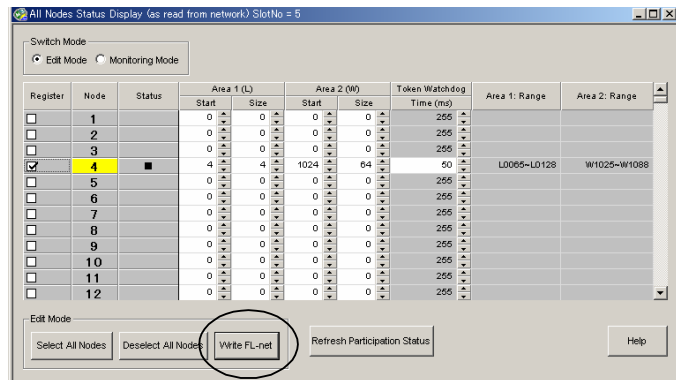 All Nodes Status Display (as read from network) SlotNo = 5
Switch Mode
Edit Mode Monitoring Mode
Register Node Status Area 1 (L) Area 2 (W) Token Watchdog Area 1: Range Area 2: Range
Start Size Start Size Time (ms)
1 0 0 0 0 255
2 0 0 0 0 255
3 0 0 0 0 255
4 4 4 1024 64 50 L0065~L0128 W1025~W1088
5 0 0 0 0 255
6 0 0 0 0 255
7 0 0 0 0 255
8 0 0 0 0 255
9 0 0 0 0 255
10 0 0 0 0 255
11 0 0 0 0 255
12 0 0 0 0 255
Edit Mode
Select All Nodes Deselect All Nodes Write FL-net Refresh Participation Status Help